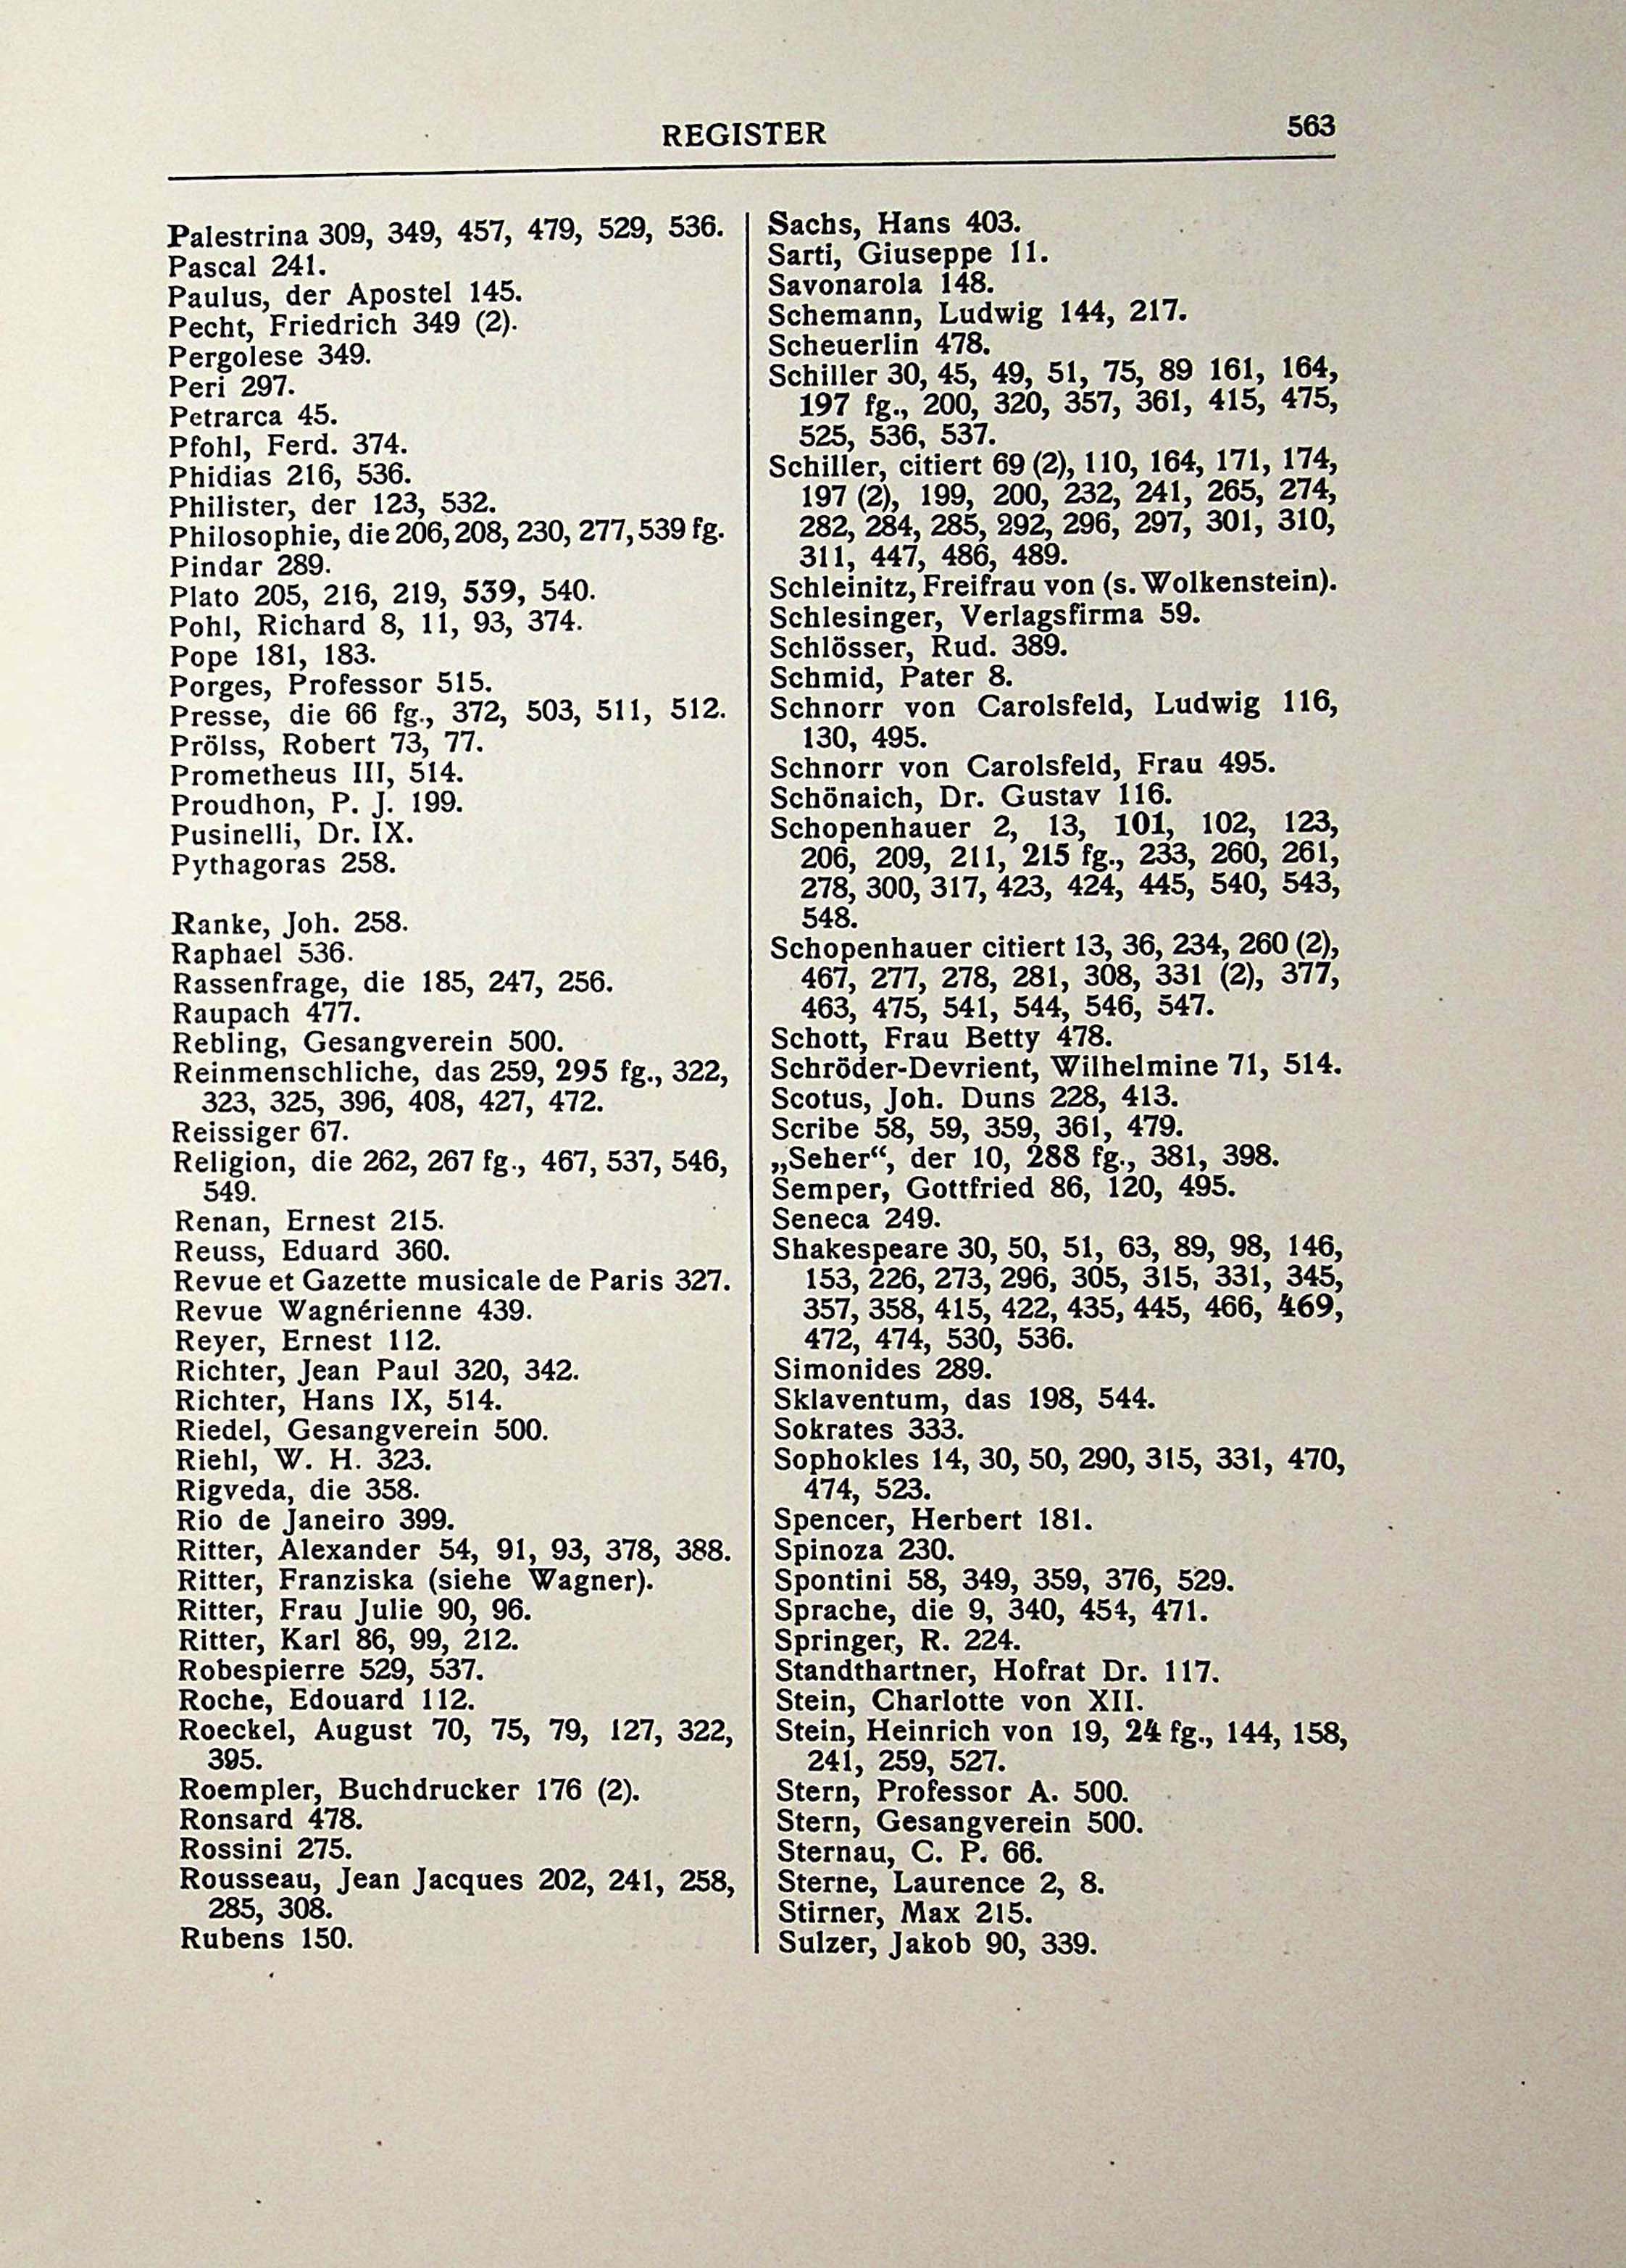 REGISTER 563
Palestrina 309, 349, 457, 479, 529, 536.
Pascal 241.
Paulus, der Apostel 145.
Pecht, Friedrich 349 (2).
Pergolese 349.
Peri 297.
Petrarca 45.
Pfohl, Ferd. 374.
Phidias 216, 536.
Philister, der 123, 532.
Philosophie, die 206, 208, 230, 277, 539 fg.
Pindar 289.
Plato 205, 216, 219, 539, 540.
Pohl, Richard 8, 11, 93, 374.
Pope 181, 183.
Porges, Professor 515.
Presse, die 66 fg., 372, 503, 511, 512.
Prölss, Robert 73, 77.
Prometheus III, 514.
Proudhon, P. J. 199.
Pusinelli, Dr. IX.
Pythagoras 258.
Ranke, Joh. 258.
Raphael 536.
Rassenfrage, die 185, 247, 256.
Raupach 477.
Rebling, Gesangverein 500.
Reinmenschliche, das 259, 295 fg., 322,
323, 325, 396, 408, 427, 472.
Reissiger 67.
Religion, die 262, 267 fg., 467, 537, 546,
549.
Renan, Ernest 215.
Reuss, Eduard 360.
Revue et Gazette musicale de Paris 327.
Revue Wagnérienne 439.
Reyer, Ernest 112.
Richter, Jean Paul 320, 342.
Richter, Hans IX, 514.
Riedel, Gesangverein 500.
Riehl, W. H. 323.
Rigveda, die 358.
Rio de Janeiro 399.
Ritter, Alexander 54, 91, 93, 378, 388.
Ritter, Franziska (siehe Wagner).
Ritter, Frau Julie 90, 96.
Ritter, Karl 86, 99, 212.
Robespierre 529, 537.
Roche, Edouard 112.
Roeckel, August 70, 75, 79, 127, 322,
395.
Roempler, Buchdrucker 176 (2).
Ronsard 478.
Rossini 275.
Rousseau, Jean Jacques 202, 241, 258,
285, 308.
Rubens 150.
Sachs, Hans 403.
Sarti, Giuseppe 11.
Savonarola 148.
Schemann, Ludwig 144, 217.
Scheuerlin 478.
Schiller 30, 45, 49, 51, 75, 89 161, 164,
197 fg., 200, 320, 357, 361, 415, 475,
525, 536, 537.
Schiller, citiert 69 (2), 110, 164, 171, 174,
197 (2), 199, 200, 232, 241, 265, 274,
282, 284, 285, 292, 296, 297, 301, 310,
311, 447, 486, 489.
Schleinitz, Freifrau von (s. Wolkenstein).
Schlesinger, Verlagsfirma 59.
Schlösser, Rud. 389.
Schmid, Pater 8.
Schnorr von Carolsfeld, Ludwig 116,
130, 495.
Schnorr von Carolsfeld, Frau 495.
Schönaich, Dr. Gustav 116.
Schopenhauer 2, 13, 101, 102, 123,
206, 209, 211, 215 fg., 233, 260, 261,
278, 300, 317, 423, 424, 445, 540, 543,
548.
Schopenhauer citiert 13, 36, 234, 260 (2),
467, 277, 278, 281, 308, 331 (2), 377,
463, 475, 541, 544, 546, 547.
Schott, Frau Betty 478.
Schröder-Devrient, Wilhelmine 71, 514.
Scotus, Joh. Duns 228, 413.
Scribe 58, 59, 359, 361, 479.
„Seher“, der 10, 288 fg., 381, 398.
Semper, Gottfried 86, 120, 495.
Seneca 249.
Shakespeare 30, 50, 51, 63, 89, 98, 146,
153, 226, 273, 296, 305, 315, 331, 345,
357, 358, 415, 422, 435, 445, 466, 469,
472, 474, 530, 536.
Simonides 289.
Sklaventum, das 198, 544.
Sokrates 333.
Sophokles 14, 30, 50, 290, 315, 331, 470,
474, 523.
Spencer, Herbert 181.
Spinoza 230.
Spontini 58, 349, 359, 376, 529.
Sprache, die 9, 340, 454, 471.
Springer, R. 224.
Standthartner, Hofrat Dr. 117.
Stein, Charlotte von XII.
Stein, Heinrich von 19, 24 fg., 144, 158,
241, 259, 527.
Stern, Professor A. 500.
Stern, Gesangverein 500.
Sternau, C. P. 66.
Sterne, Laurence 2, 8.
Stirner, Max 215.
Sulzer, Jakob 90, 339.